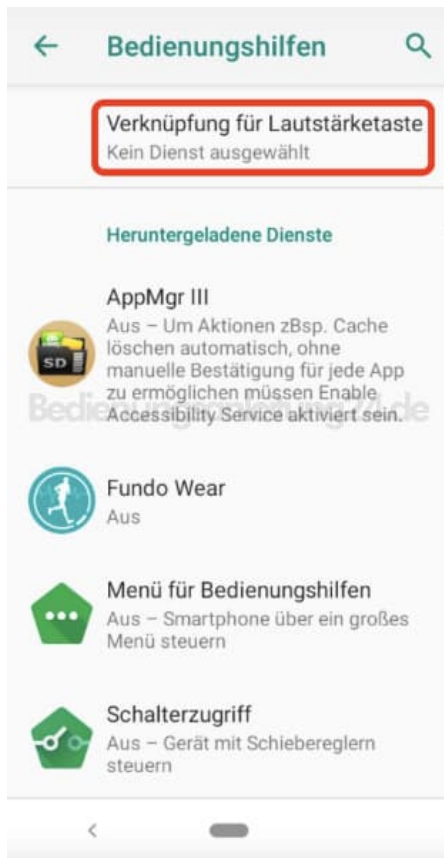 Bedienungshilfen
Verknüpfung für Lautstärketaste
Kein Dienst ausgewählt
Heruntergeladene Dienste
AppMgr III
Aus – Um Aktionen zBsp. Cache
löschen automatisch, ohne
manuelle Bestätigung für jede App
zu ermöglichen müssen Enable
Accessibility Service aktiviert sein.
SD
Fundo Wear
Aus
Menü für Bedienungshilfen
Aus – Smartphone über ein großes
Menü steuern
Schalterzugriff
Aus – Gerät mit Schiebereglern
steuern